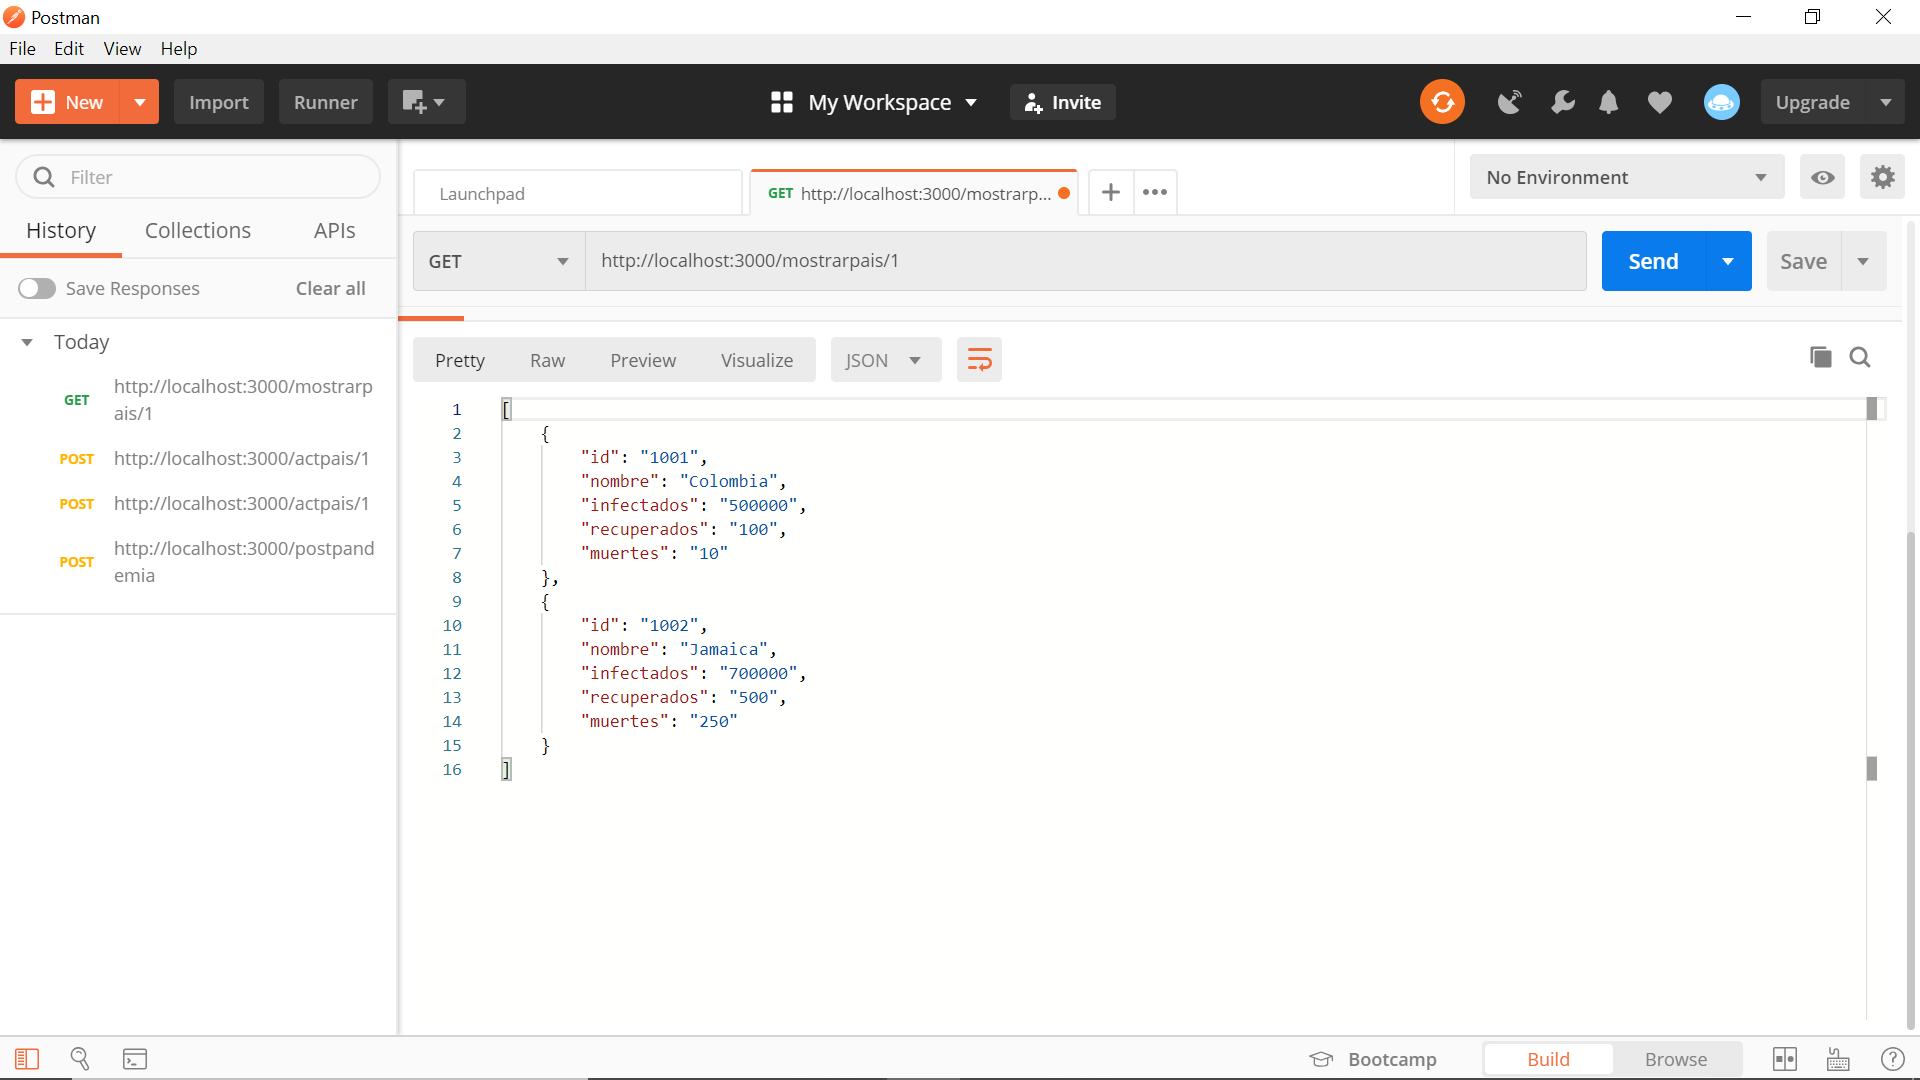 Postman
File Edit View Help
New Import Runner My Workspace Invite Upgrade
Filter
History Collections APIs
Save Responses Clear all
Today
GET http://localhost:3000/mostrarp
ais/1
POST http://localhost:3000/actpais/1
POST http://localhost:3000/actpais/1
POST http://localhost:3000/postpand
emia
Launchpad GET http://localhost:3000/mostrarp... + ••• No Environment
GET http://localhost:3000/mostrarpais/1 Send Save
Pretty Raw Preview Visualize JSON
1 [
2 {
3 "id": "1001",
4 "nombre": "Colombia",
5 "infectados": "500000",
6 "recuperados": "100",
7 "muertes": "10"
8 },
9 {
10 "id": "1002",
11 "nombre": "Jamaica",
12 "infectados": "700000",
13 "recuperados": "500",
14 "muertes": "250"
15 }
16 ]
Bootcamp Build Browse